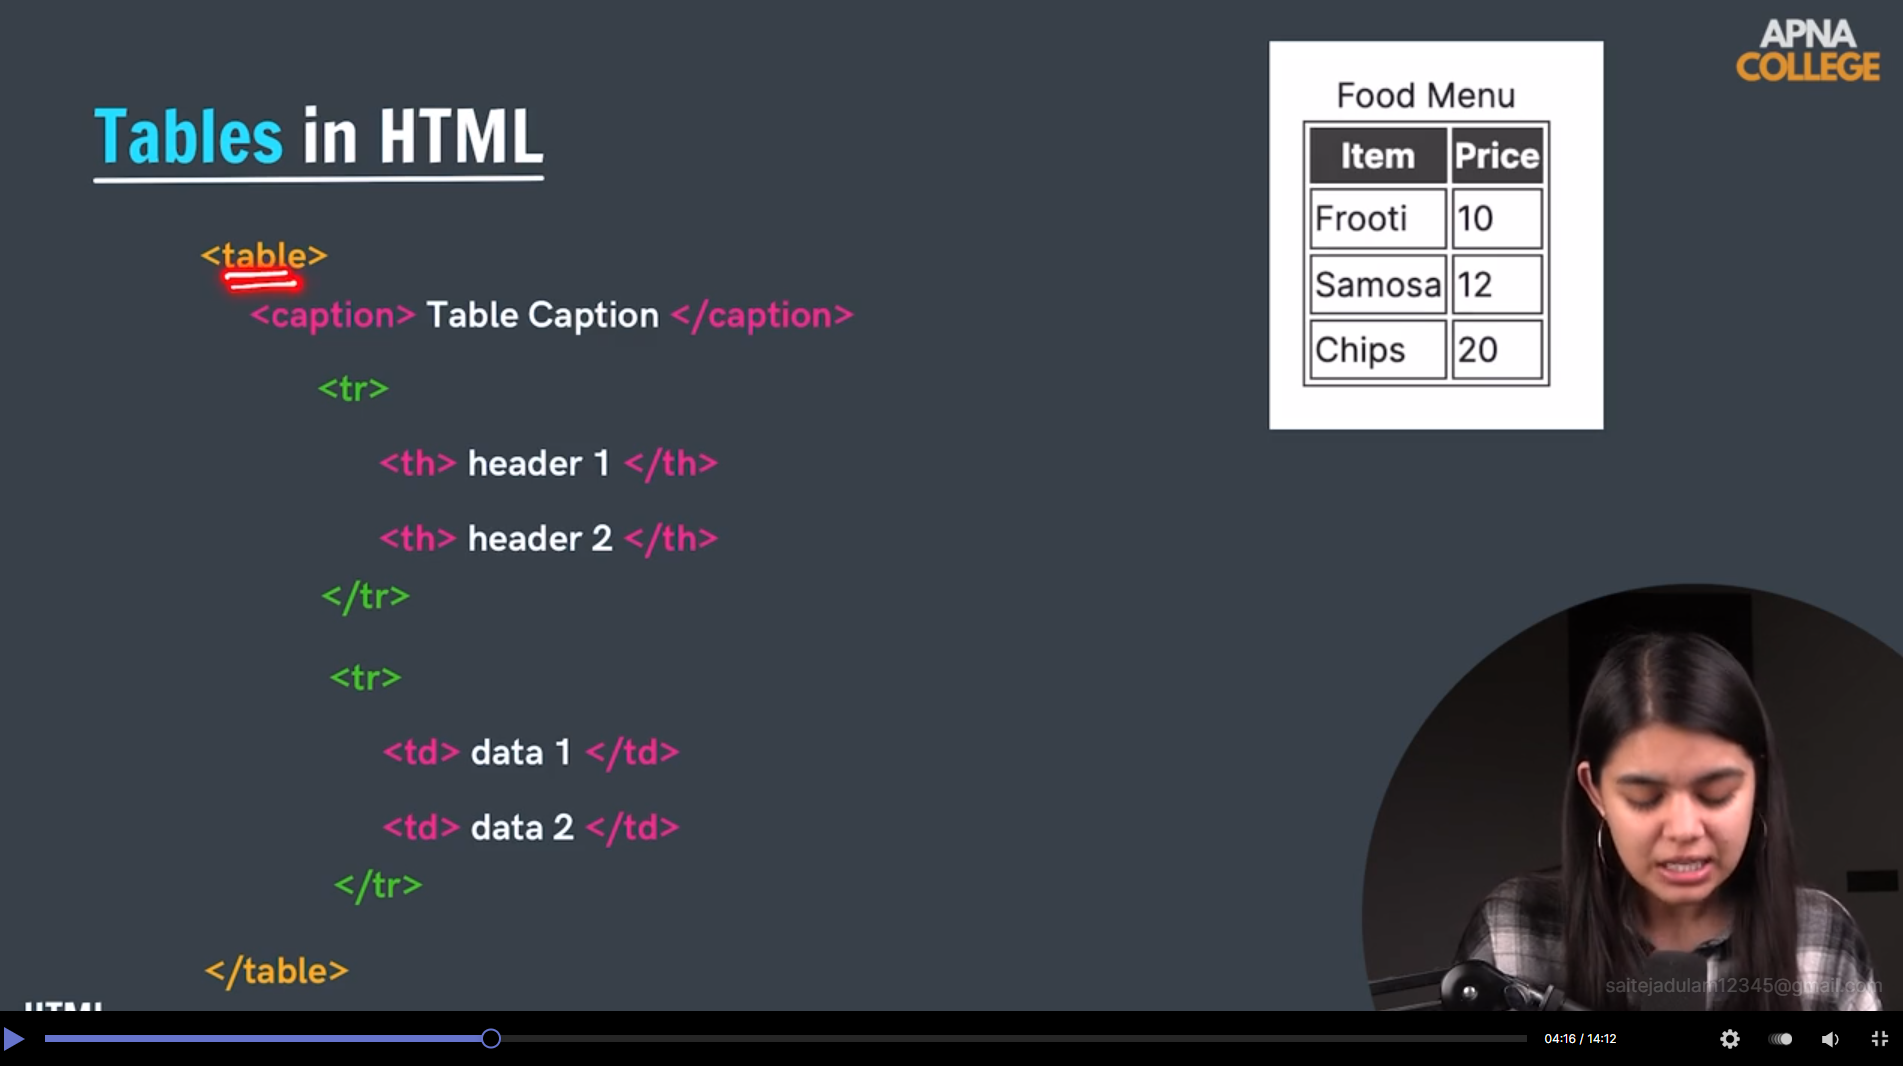 APNA
COLLEGE
Tables in HTML
<table>
<caption> Table Caption </caption>
<tr>
<th> header 1 </th>
<th> header 2 </th>
</tr>
<tr>
<td> data 1 </td>
<td> data 2 </td>
</tr>
</table>
Food Menu
Item Price
Frooti 10
Samosa 12
Chips 20
saitejadulam12345@gmail.com
HTML
04:16 / 14:12